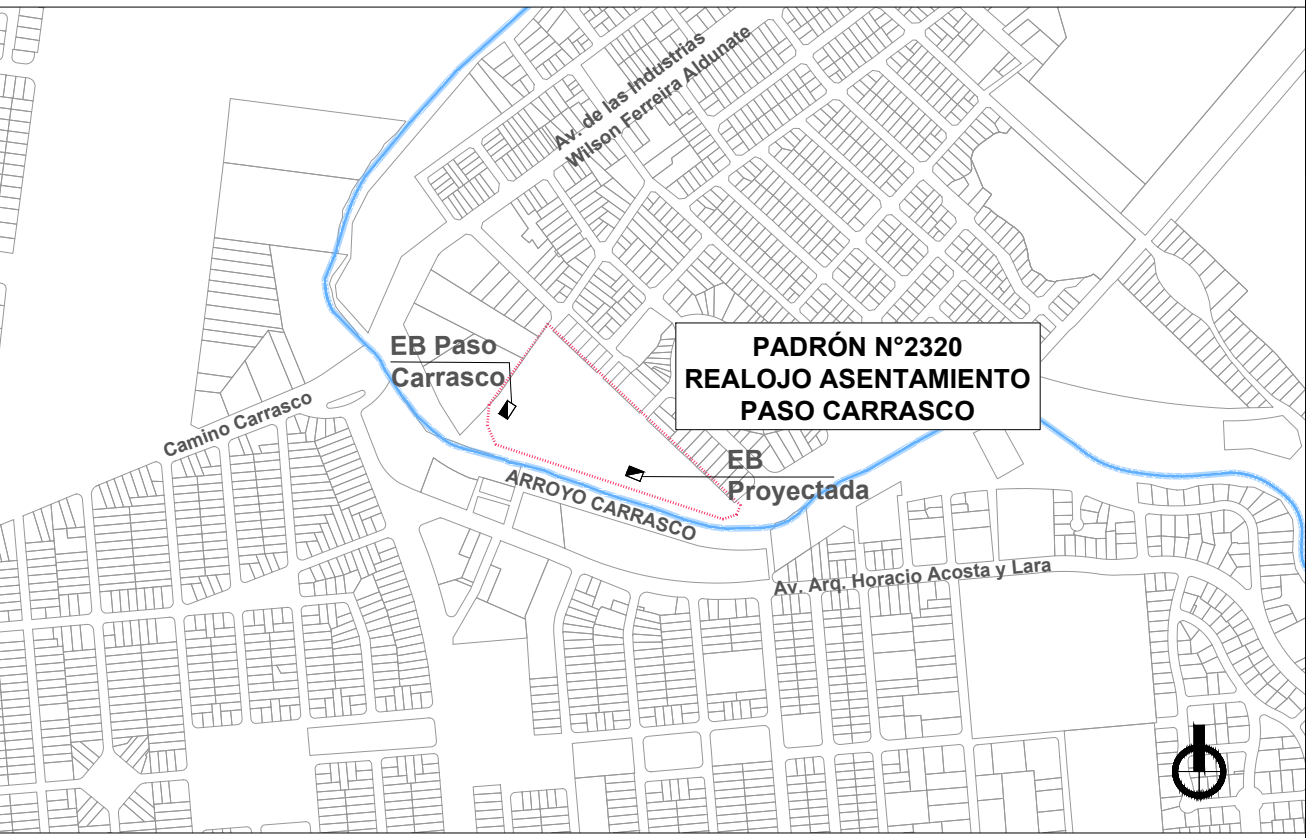 Av. de las Industrias
Wilson Ferreira Aldunate
EB Paso
Carrasco
PADRÓN N°2320
REALOJO ASENTAMIENTO
PASO CARRASCO
Camino Carrasco
EB
Proyectada
ARROYO CARRASCO
Av. Arq. Horacio Acosta y Lara